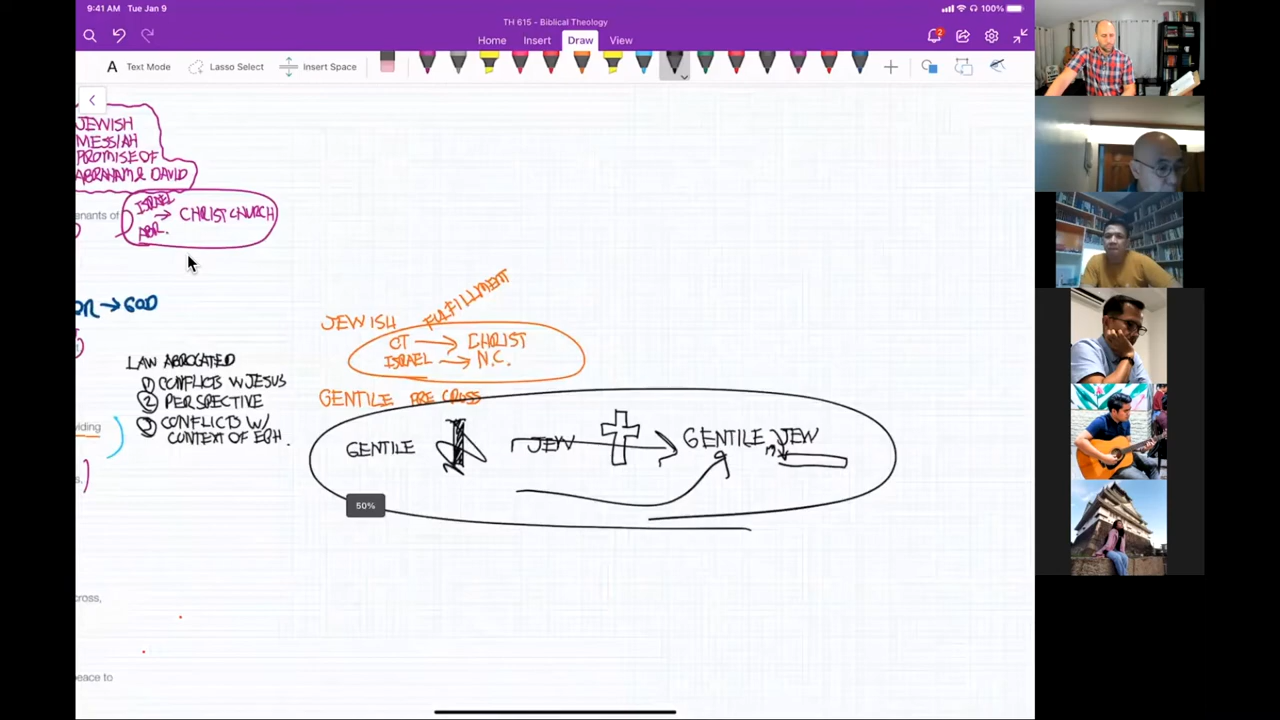 9:41 AM Tue Jan 9
100%
TH 615 - Biblical Theology
Home Insert Draw View
2
A Text Mode Lasso Select Insert Space
JEWISH
MESSIAH
PROMISE OF
ABRAHAM & DAVID
enants of
ISRAEL → CHRIST CHURCH
ABR.
→ GOD
JEWISH FULFILLMENT
OT → CHRIST
ISRAEL → N.C.
GENTILE PRE CROSS
LAW ABROGATED
① CONFLICTS W JESUS
② PERSPECTIVE
③ CONFLICTS W/
CONTEXT OF EPH.
viding
s,
GENTILE JEW GENTILE JEW
50%
cross,
eace to